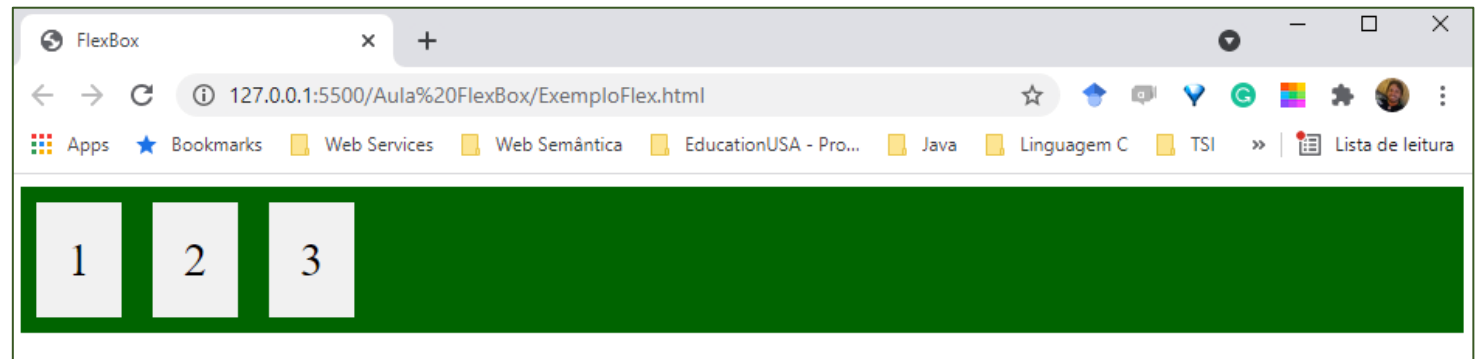 FlexBox
127.0.0.1:5500/Aula%20FlexBox/ExemploFlex.html
Apps Bookmarks Web Services Web Semântica EducationUSA - Pro... Java Linguagem C TSI » Lista de leitura
1 2 3